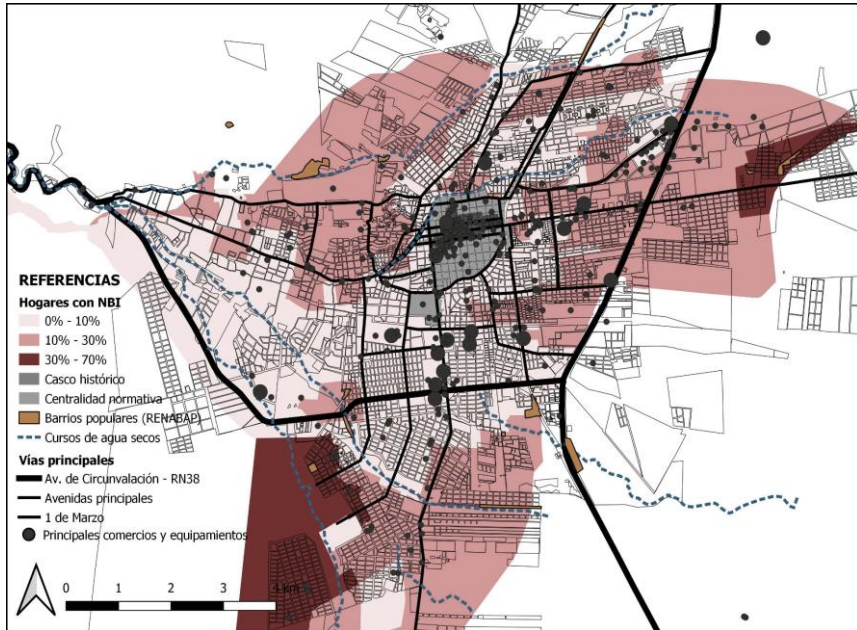 REFERENCIAS
Hogares con NBI
0% - 10%
10% - 30%
30% - 70%
Casco histórico
Centralidad normativa
Barrios populares (RENABAP)
Cursos de agua secos
Vías principales
Av. de Circunvalación - RN38
Avenidas principales
1 de Marzo
Principales comercios y equipamientos
0 1 2 3 4 km